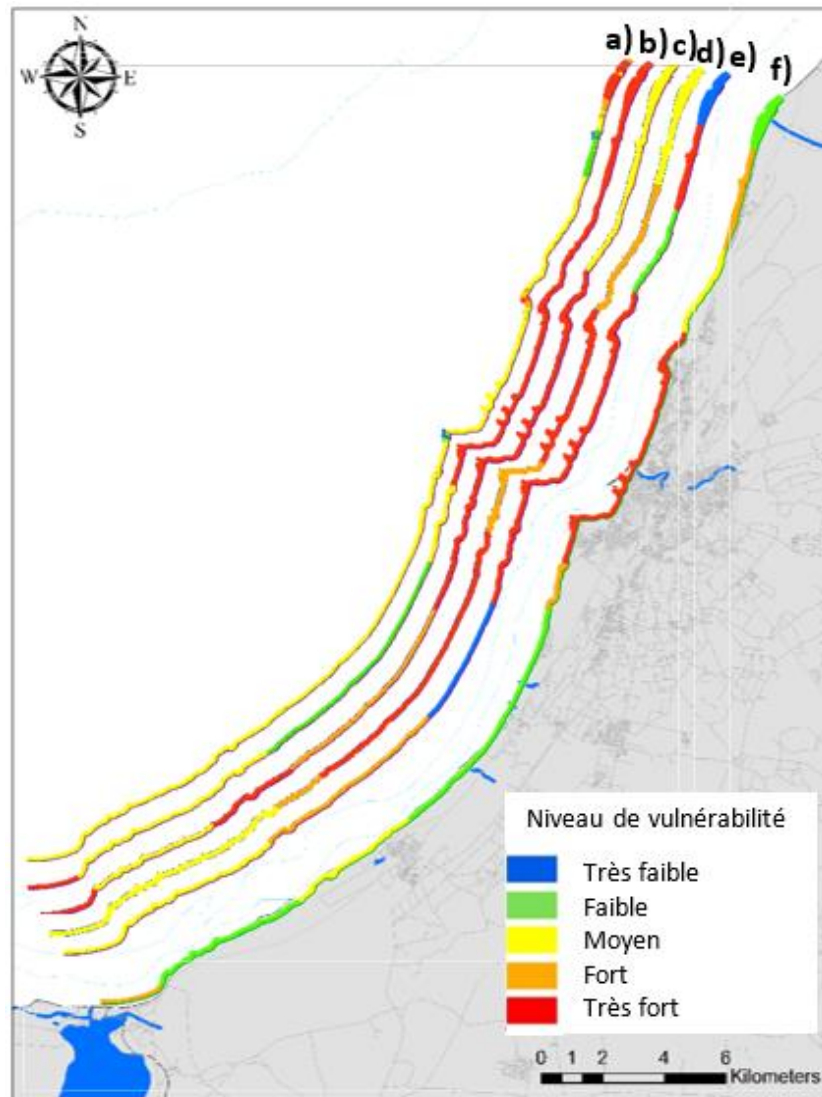 N
W E
S
a) b) c) d) e) f)
Niveau de vulnérabilité
Très faible
Faible
Moyen
Fort
Très fort
0 1 2 4 6
Kilometers